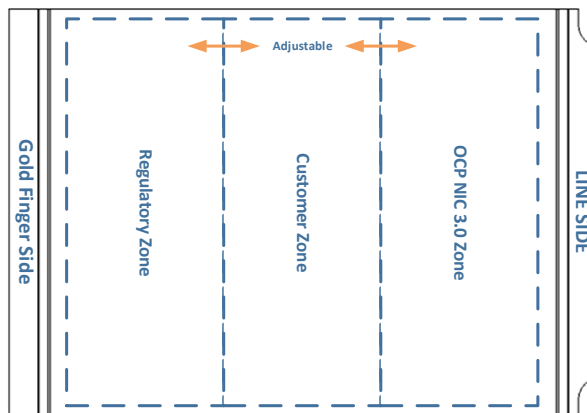 Adjustable
Gold Finger Side
Regulatory Zone
Customer Zone
OCP NIC 3.0 Zone
LINE SIDE